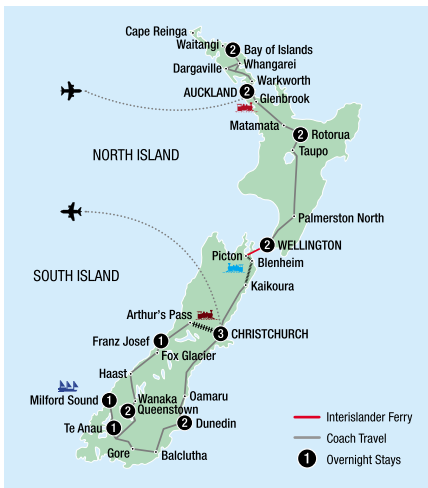 Cape Reinga
Waitangi
2
Bay of Islands
Whangarei
Dargaville
Warkworth
AUCKLAND
2
Glenbrook
Matamata
2
Rotorua
Taupo
NORTH ISLAND
Palmerston North
2
WELLINGTON
Picton
Blenheim
SOUTH ISLAND
Kaikoura
Arthur's Pass
3
CHRISTCHURCH
Franz Josef
1
Fox Glacier
Haast
Milford Sound
1
Wanaka
Oamaru
2
Queenstown
Te Anau
1
2
Dunedin
Gore
Balclutha
Interislander Ferry
Coach Travel
1
Overnight Stays